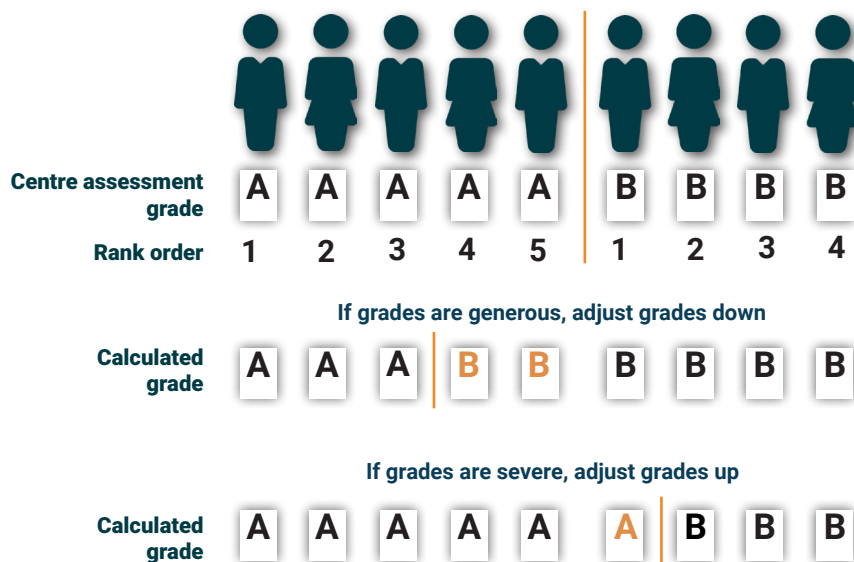 Centre assessment grade A A A A A B B B B
Rank order 1 2 3 4 5 1 2 3 4
If grades are generous, adjust grades down
Calculated grade A A A B B B B B B
If grades are severe, adjust grades up
Calculated grade A A A A A A B B B